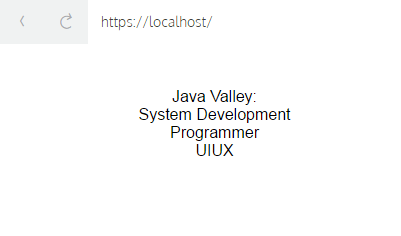 https://localhost/
Java Valley:
System Development
Programmer
UIUX